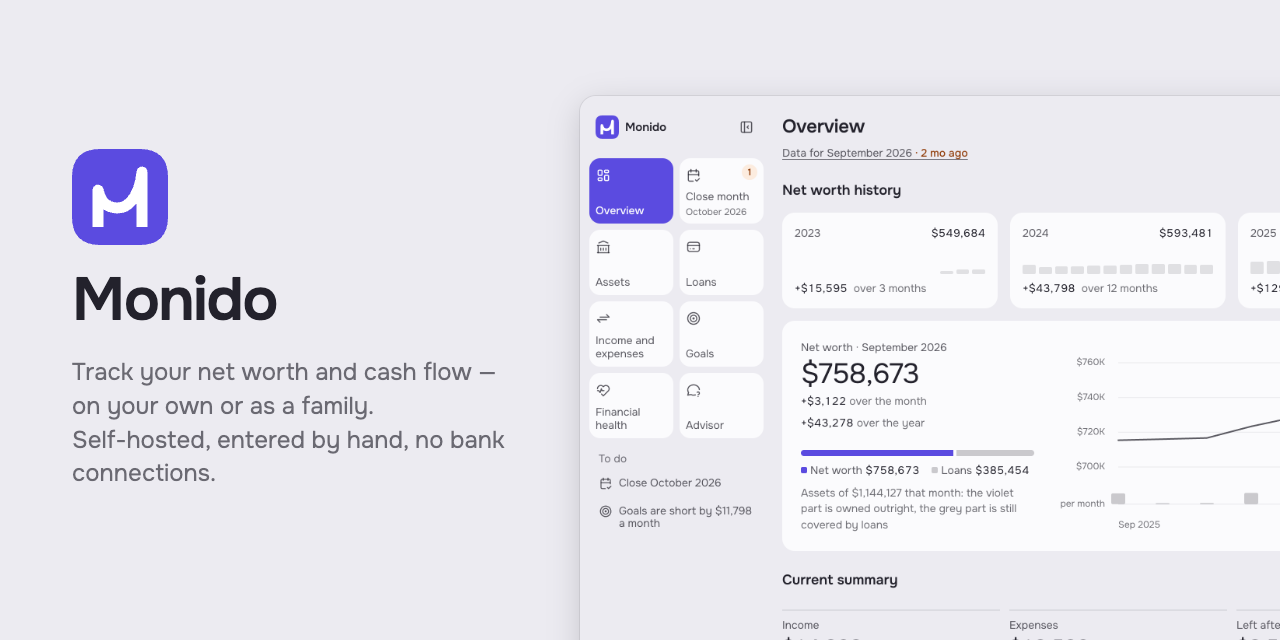 Monido
Track your net worth and cash flow —
on your own or as a family.
Self-hosted, entered by hand, no bank
connections.
Monido
Overview
Close month
October 2026
1
Assets
Loans
Income and
expenses
Goals
Financial
health
Advisor
To do
Close October 2026
Goals are short by $11,798
a month
Overview
Data for September 2026 · 2 mo ago
Net worth history
2023 $549,684
+$15,595 over 3 months
2024 $593,481
+$43,798 over 12 months
2025
Net worth · September 2026
$758,673
+$3,122 over the month
+$43,278 over the year
Net worth $758,673 Loans $385,454
Assets of $1,144,127 that month: the violet
part is owned outright, the grey part is still
covered by loans
$760K
$740K
$720K
$700K
per month
Sep 2025
Current summary
Income
Expenses